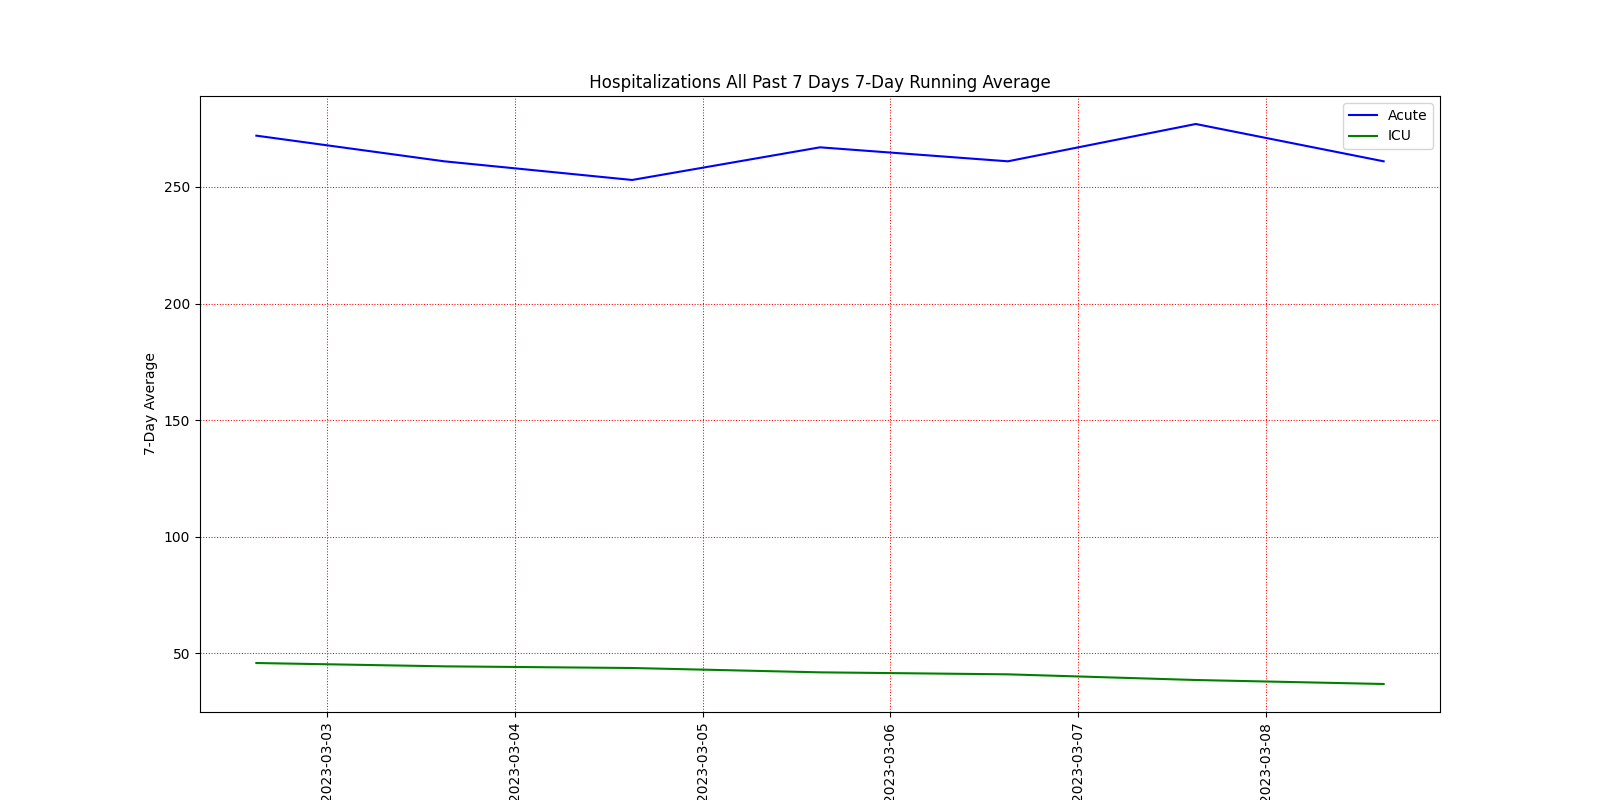 Hospitalizations All Past 7 Days 7-Day Running Average
Acute
ICU
7-Day Average
250
200
150
100
50
2023-03-03
2023-03-04
2023-03-05
2023-03-06
2023-03-07
2023-03-08